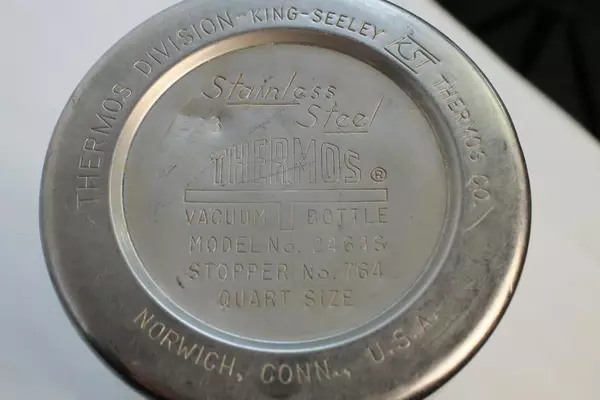 THERMOS DIVISION-KING-SEELEY KST THERMOS CO.
Stainless
Steel
THERMOS ®
VACUUM BOTTLE
MODEL No. 2464S
STOPPER No. 764
QUART SIZE
NORWICH, CONN., U.S.A.